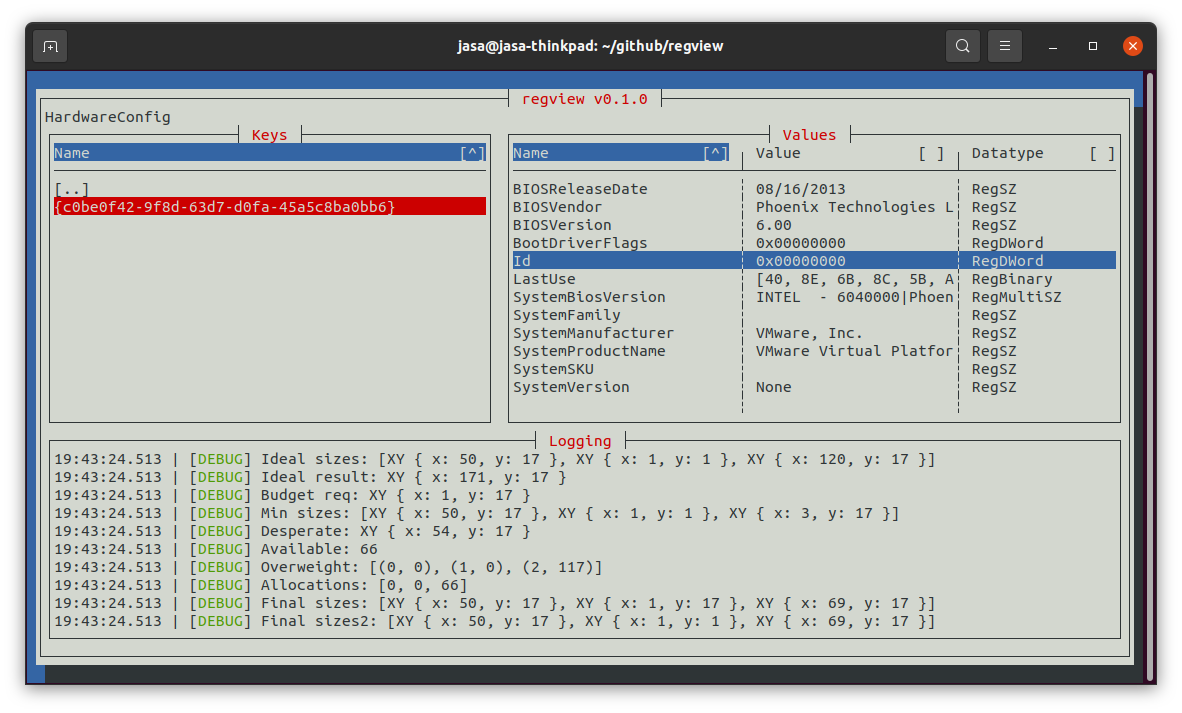 jasa@jasa-thinkpad: ~/github/regview
regview v0.1.0
HardwareConfig
Keys
Name [^]
[..]
{c0be0f42-9f8d-63d7-d0fa-45a5c8ba0bb6}
Values
Name [^] Value [ ] Datatype [ ]
BIOSReleaseDate 08/16/2013 RegSZ
BIOSVendor Phoenix Technologies L RegSZ
BIOSVersion 6.00 RegSZ
BootDriverFlags 0x00000000 RegDWord
Id 0x00000000 RegDWord
LastUse [40, 8E, 6B, 8C, 5B, A RegBinary
SystemBiosVersion INTEL  - 6040000|Phoen RegMultiSZ
SystemFamily RegSZ
SystemManufacturer VMware, Inc. RegSZ
SystemProductName VMware Virtual Platfor RegSZ
SystemSKU RegSZ
SystemVersion None RegSZ
Logging
19:43:24.513 | [DEBUG] Ideal sizes: [XY { x: 50, y: 17 }, XY { x: 1, y: 1 }, XY { x: 120, y: 17 }]
19:43:24.513 | [DEBUG] Ideal result: XY { x: 171, y: 17 }
19:43:24.513 | [DEBUG] Budget req: XY { x: 1, y: 17 }
19:43:24.513 | [DEBUG] Min sizes: [XY { x: 50, y: 17 }, XY { x: 1, y: 1 }, XY { x: 3, y: 17 }]
19:43:24.513 | [DEBUG] Desperate: XY { x: 54, y: 17 }
19:43:24.513 | [DEBUG] Available: 66
19:43:24.513 | [DEBUG] Overweight: [(0, 0), (1, 0), (2, 117)]
19:43:24.513 | [DEBUG] Allocations: [0, 0, 66]
19:43:24.513 | [DEBUG] Final sizes: [XY { x: 50, y: 17 }, XY { x: 1, y: 17 }, XY { x: 69, y: 17 }]
19:43:24.513 | [DEBUG] Final sizes2: [XY { x: 50, y: 17 }, XY { x: 1, y: 1 }, XY { x: 69, y: 17 }]